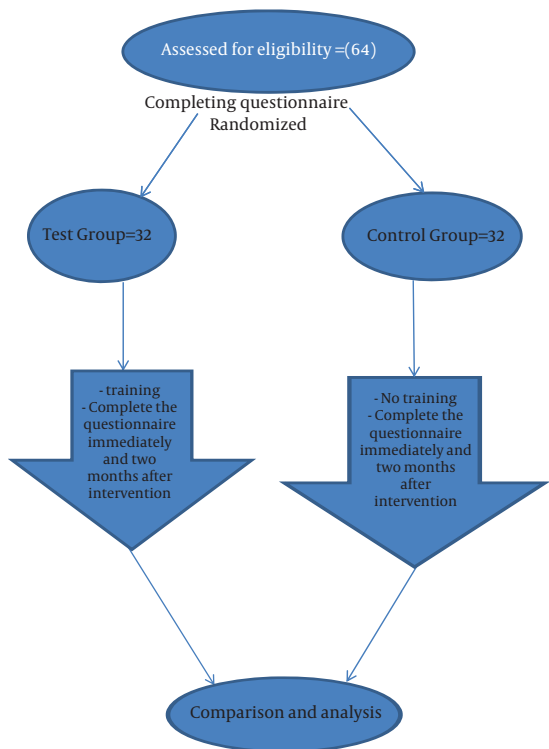 Assessed for eligibility =(64)
Completing questionnaire
Randomized
Test Group=32
Control Group=32
- training
- Complete the
questionnaire
immediately
and two
months after
intervention
- No training
- Complete the
questionnaire
immediately and
two months
after
intervention
Comparison and analysis